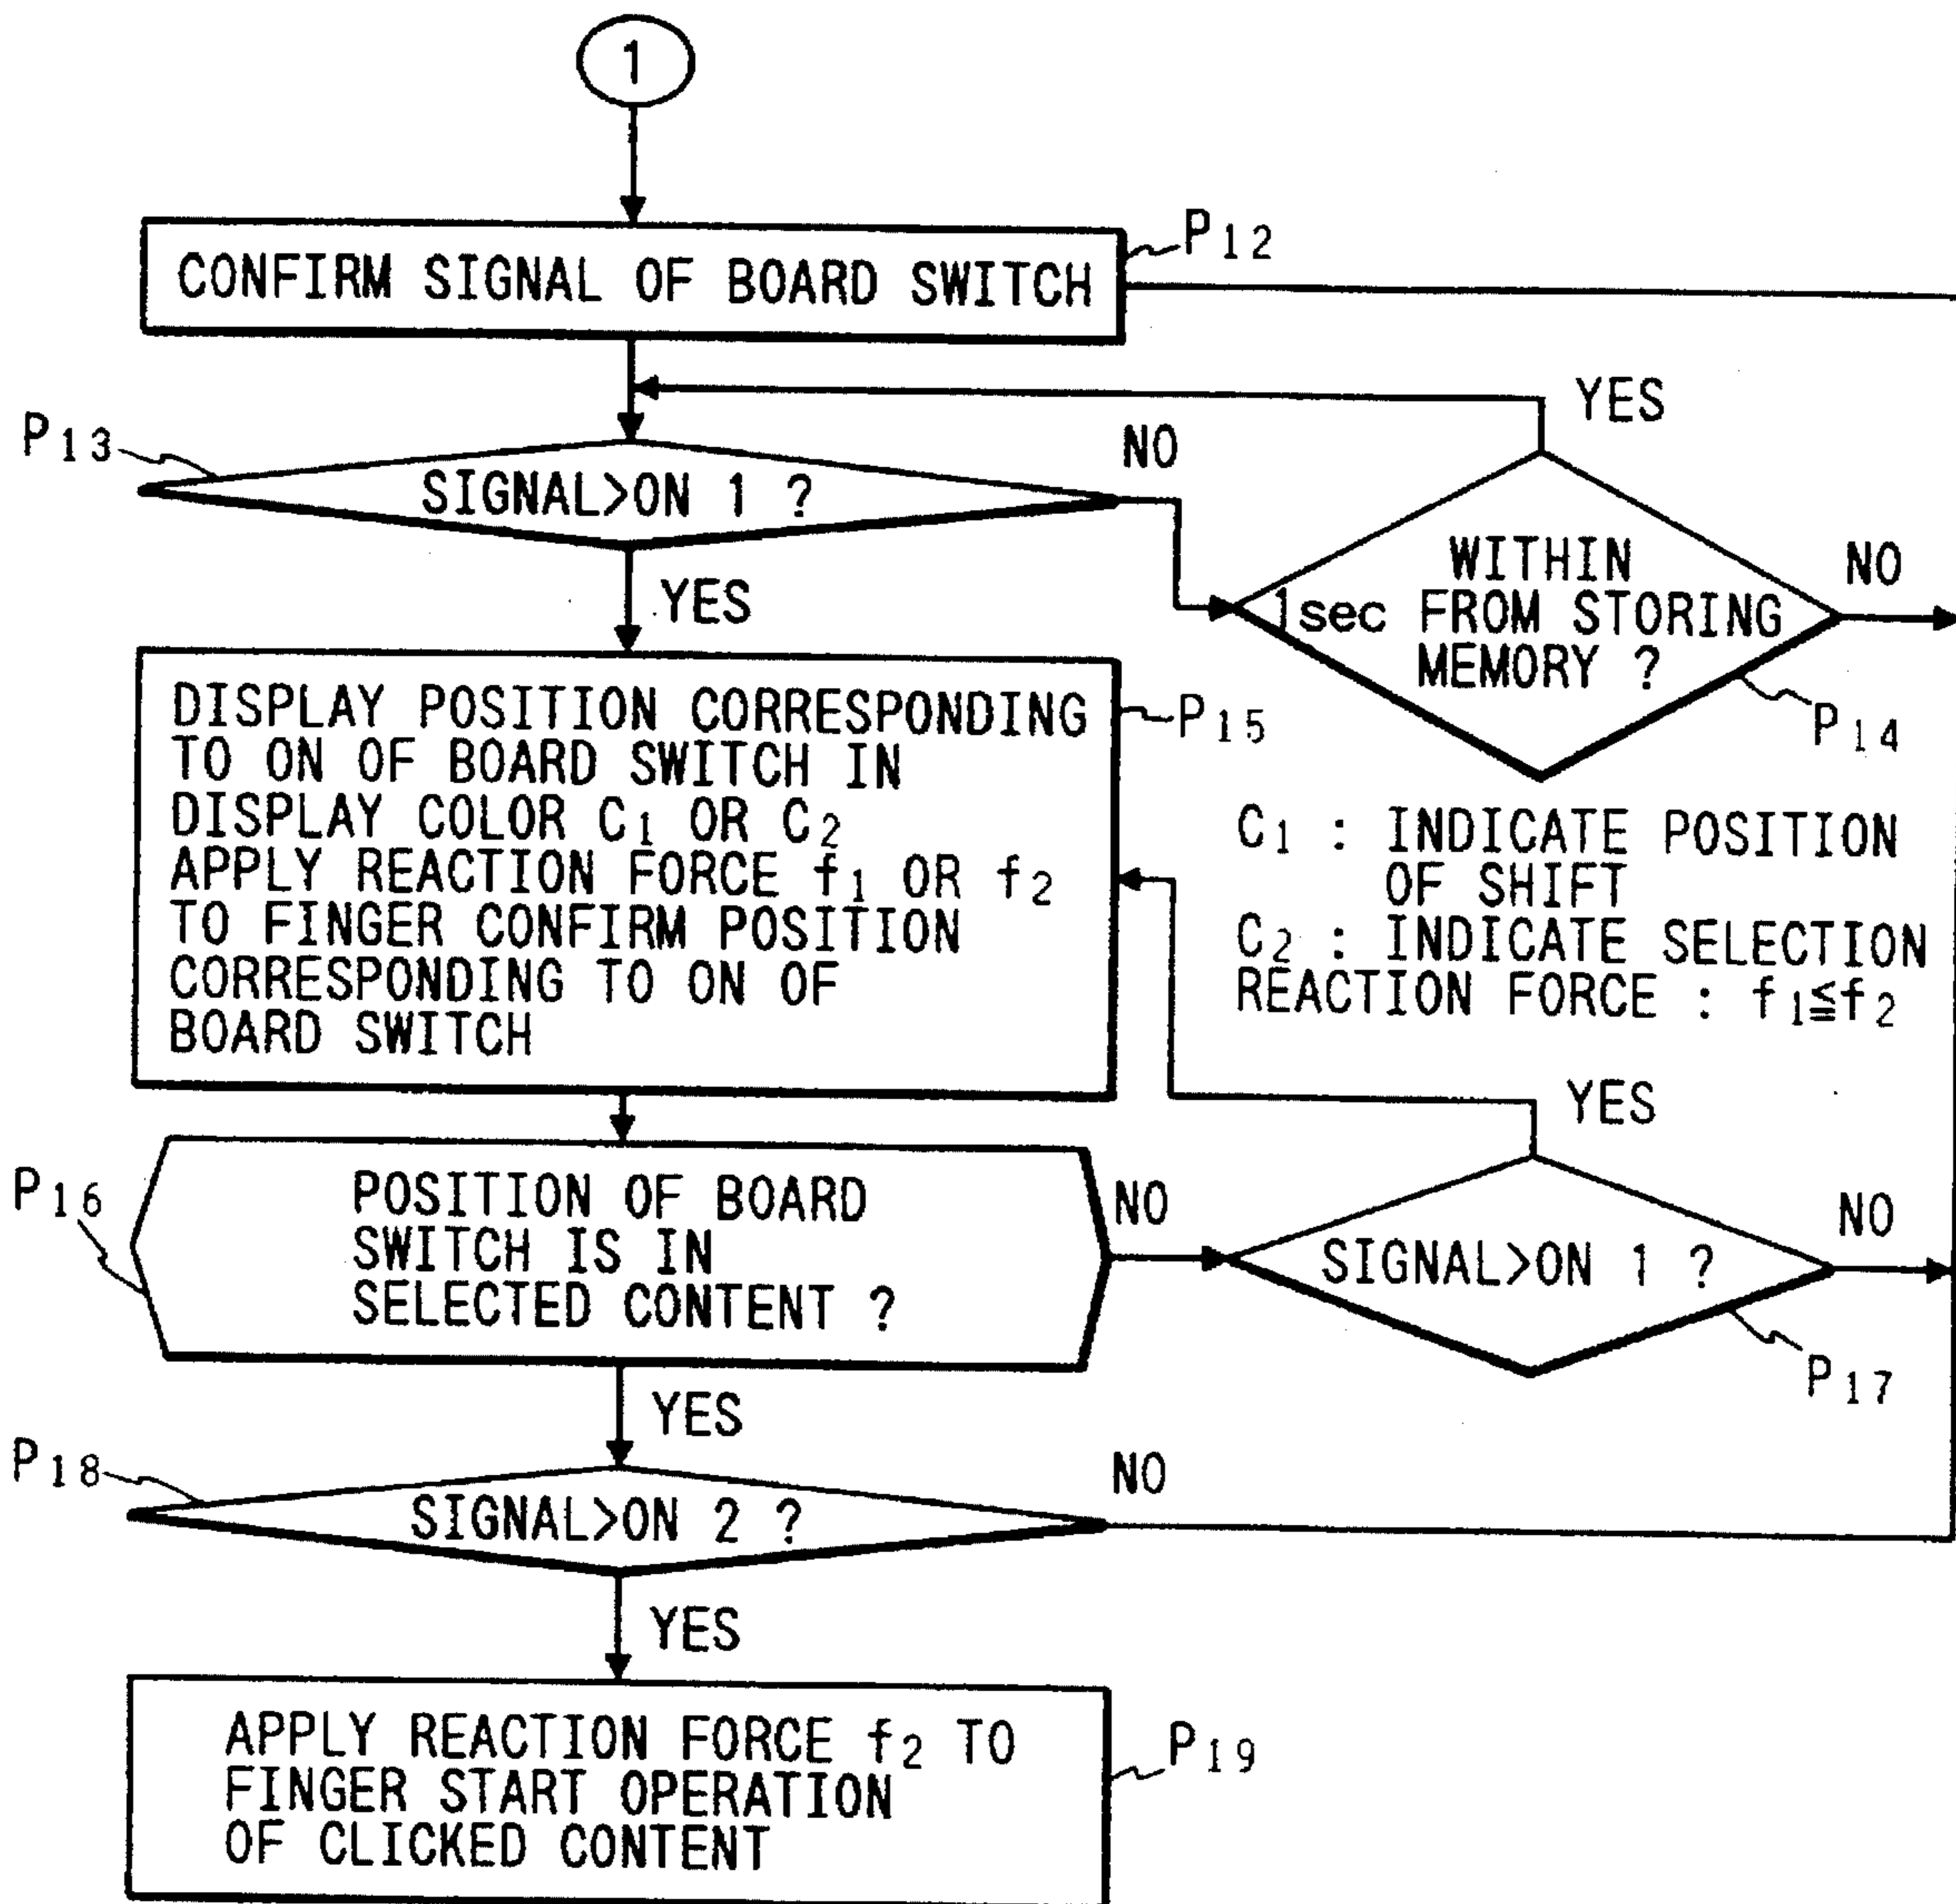 1
CONFIRM SIGNAL OF BOARD SWITCH
P12
P13
SIGNAL>ON 1 ?
NO
YES
YES
WITHIN
1sec FROM STORING
MEMORY ?
NO
P14
DISPLAY POSITION CORRESPONDING
TO ON OF BOARD SWITCH IN
DISPLAY COLOR C1 OR C2
APPLY REACTION FORCE f1 OR f2
TO FINGER CONFIRM POSITION
CORRESPONDING TO ON OF
BOARD SWITCH
P15
C1 : INDICATE POSITION
OF SHIFT
C2 : INDICATE SELECTION
REACTION FORCE : f1≦f2
P16
POSITION OF BOARD
SWITCH IS IN
SELECTED CONTENT ?
NO
YES
YES
SIGNAL>ON 1 ?
NO
P17
P18
SIGNAL>ON 2 ?
NO
YES
APPLY REACTION FORCE f2 TO
FINGER START OPERATION
OF CLICKED CONTENT
P19